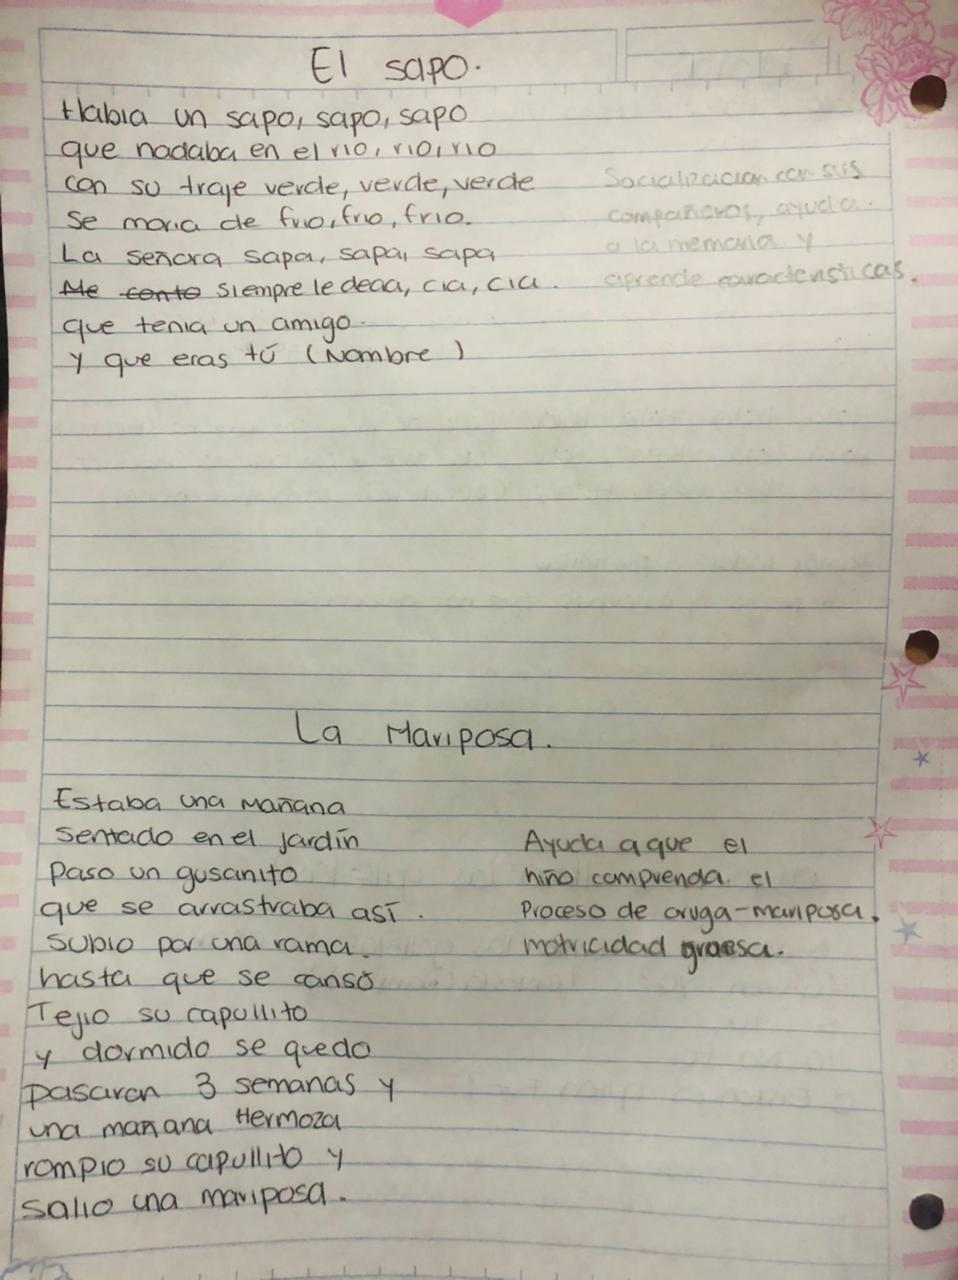 El sapo.
Habia un sapo, sapo, sapo
que nadaba en el rio, rio, rio
con su traje verde, verde, verde
se moria de frio, frio, frio.
La señora sapa, sapa, sapa
Me conto siempre le decia, cia, cia.
que tenia un amigo.
y que eras tú (Nombre)
Socializacion con sus
compañeros, ayuda.
a la memoria y
aprende caracteristicas.
La Mariposa.
Estaba una Mañana
Sentado en el jardín
Paso un gusanito
que se arrastraba así.
Subio por una rama.
hasta que se cansó
Tejio su capullito
y dormido se quedo
pasaron 3 semanas y
una mañana Hermoza
rompio su capullito y
salio una mariposa.
Ayuda a que el
niño comprenda el
Proceso de oruga-mariposa.
motricidad gruesa.